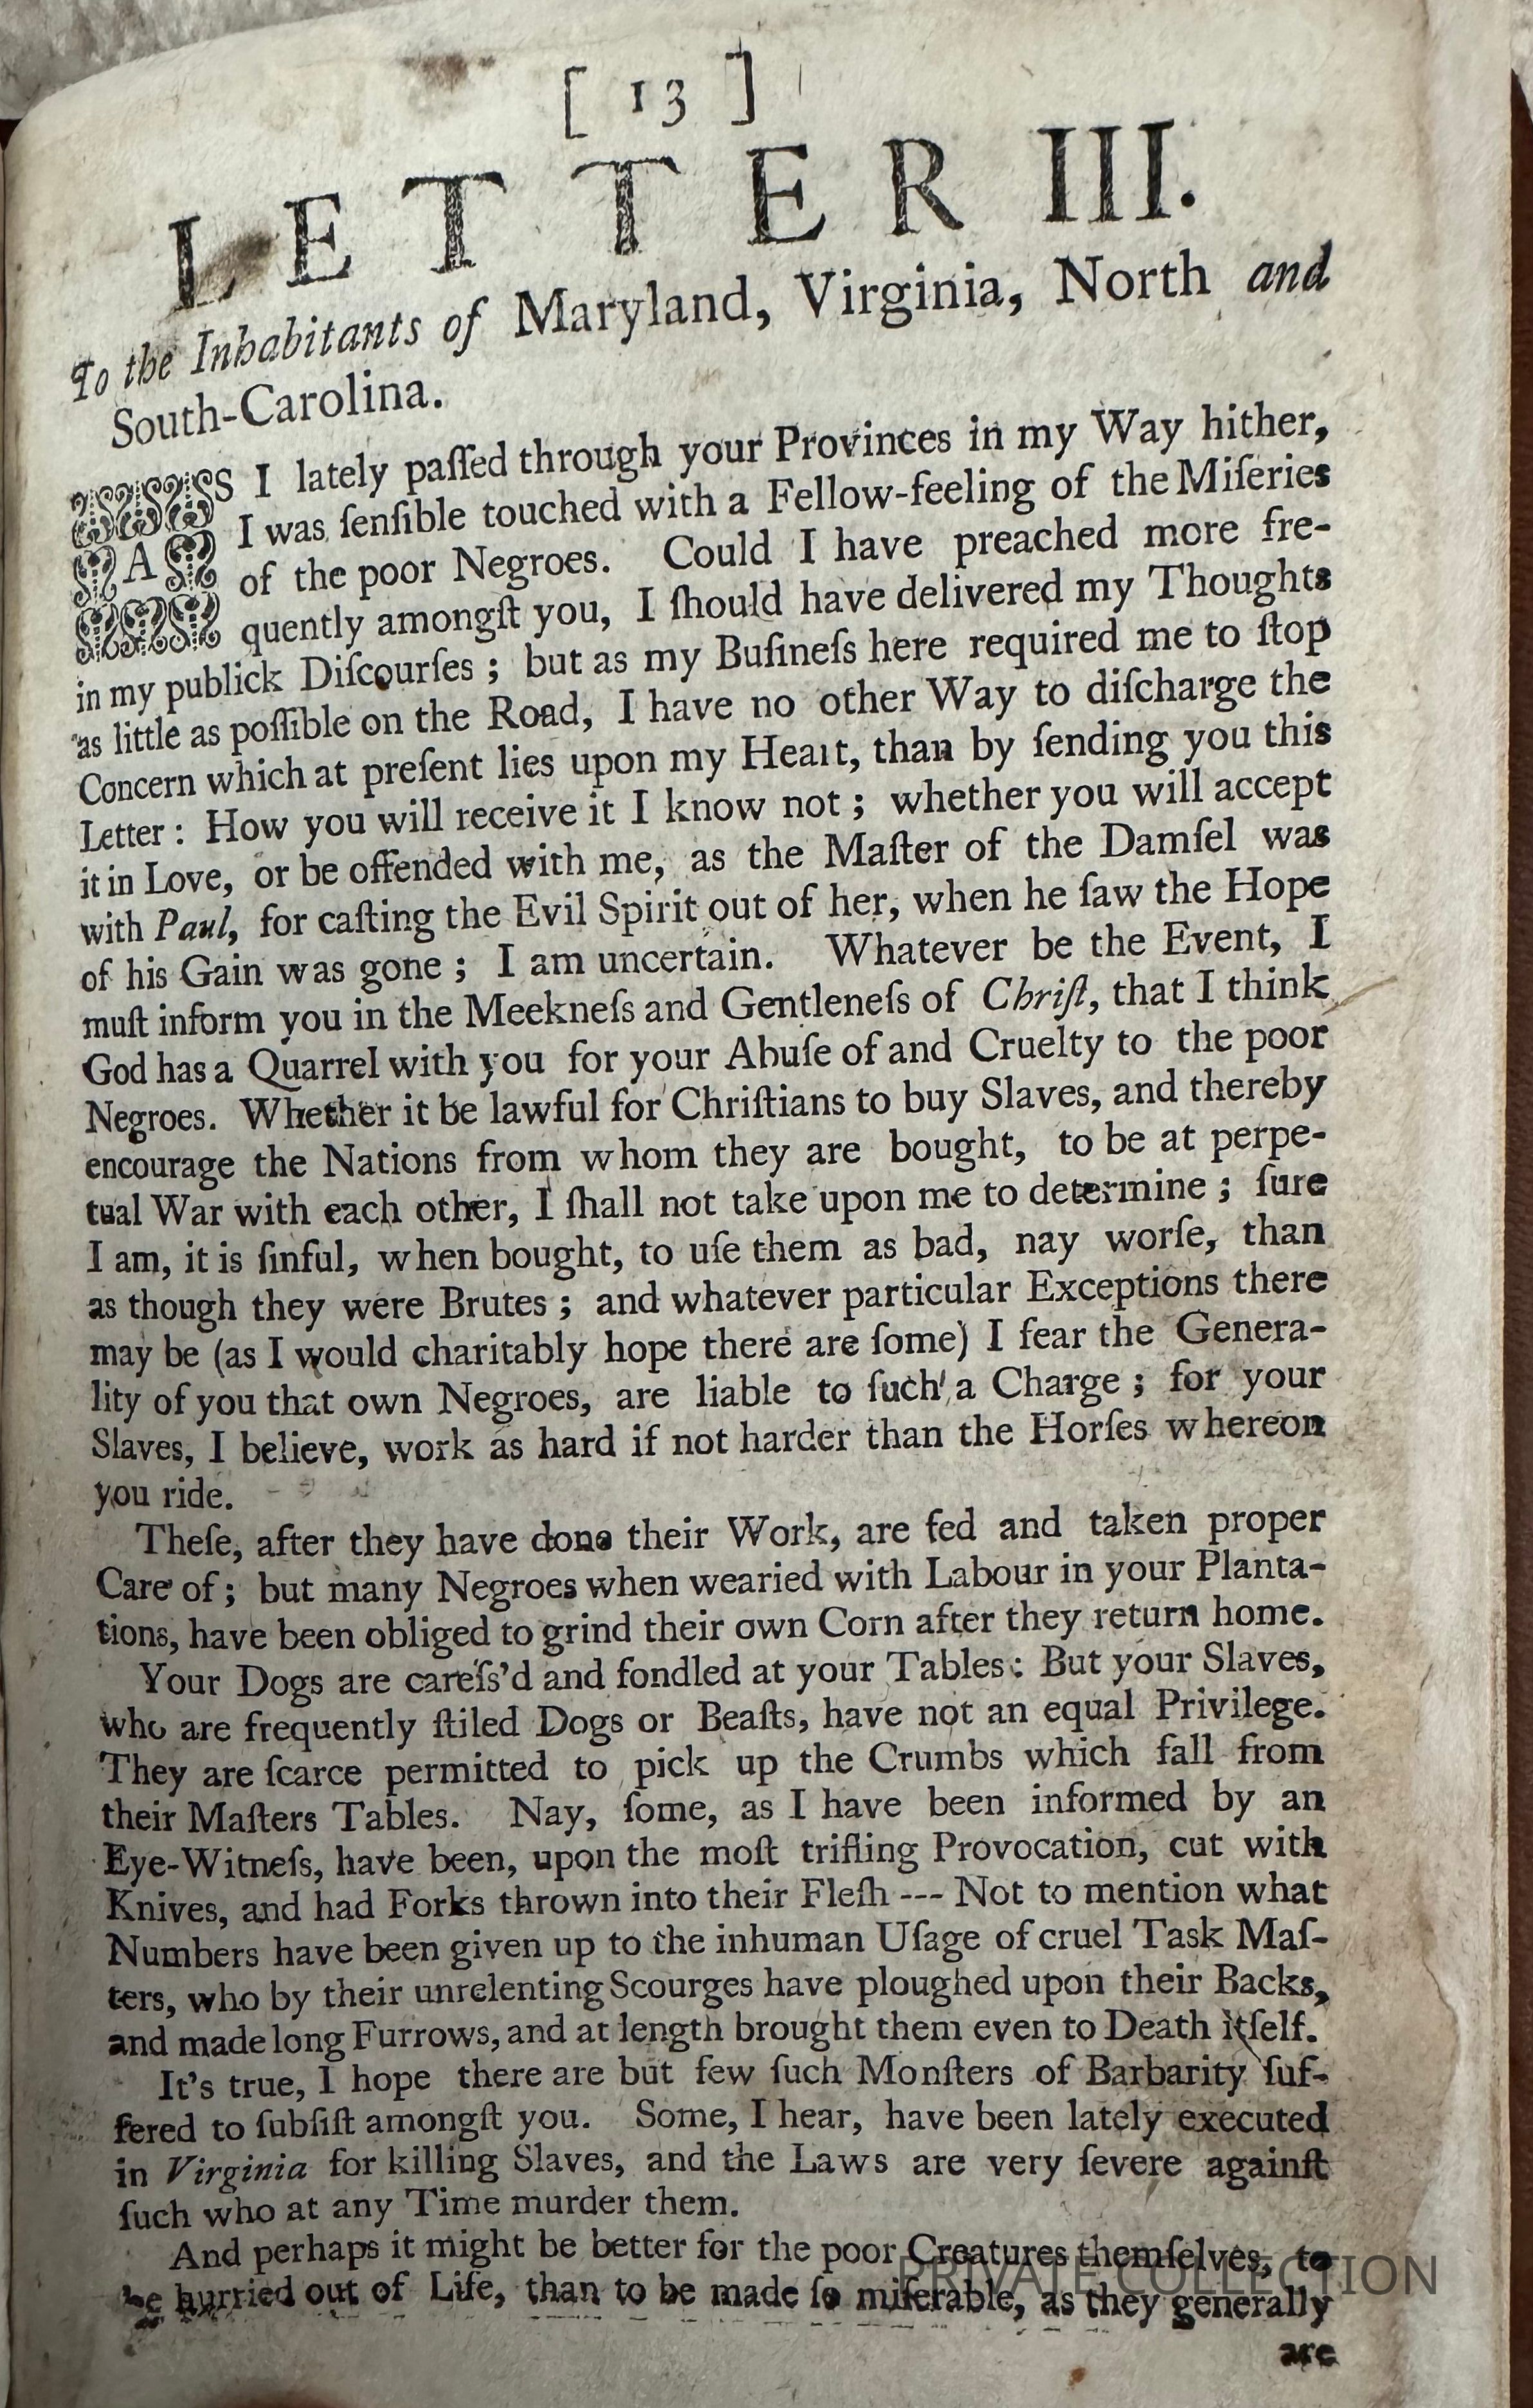 [ 13 ]
LETTER III.
To the Inhabitants of Maryland, Virginia, North and
South-Carolina.
AS I lately paſſed through your Provinces in my Way hither,
I was ſenſible touched with a Fellow-feeling of the Miſeries
of the poor Negroes. Could I have preached more fre-
quently amongſt you, I ſhould have delivered my Thoughts
in my publick Diſcourſes ; but as my Buſineſs here required me to ſtop
as little as poſſible on the Road, I have no other Way to diſcharge the
Concern which at preſent lies upon my Heart, than by ſending you this
Letter : How you will receive it I know not ; whether you will accept
it in Love, or be offended with me, as the Maſter of the Damſel was
with Paul, for caſting the Evil Spirit out of her, when he ſaw the Hope
of his Gain was gone ; I am uncertain. Whatever be the Event, I
muſt inform you in the Meekneſs and Gentleneſs of Chriſt, that I think
God has a Quarrel with you for your Abuſe of and Cruelty to the poor
Negroes. Whether it be lawful for Chriſtians to buy Slaves, and thereby
encourage the Nations from whom they are bought, to be at perpe-
tual War with each other, I ſhall not take upon me to determine ; ſure
I am, it is ſinful, when bought, to uſe them as bad, nay worſe, than
as though they were Brutes ; and whatever particular Exceptions there
may be (as I would charitably hope there are ſome) I fear the Genera-
lity of you that own Negroes, are liable to ſuch a Charge ; for your
Slaves, I believe, work as hard if not harder than the Horſes whereon
you ride.
Theſe, after they have done their Work, are fed and taken proper
Care of ; but many Negroes when wearied with Labour in your Planta-
tions, have been obliged to grind their own Corn after they return home.
Your Dogs are careſs'd and fondled at your Tables : But your Slaves,
who are frequently ſtiled Dogs or Beaſts, have not an equal Privilege.
They are ſcarce permitted to pick up the Crumbs which fall from
their Maſters Tables. Nay, ſome, as I have been informed by an
Eye-Witneſs, have been, upon the moſt trifling Provocation, cut with
Knives, and had Forks thrown into their Fleſh --- Not to mention what
Numbers have been given up to the inhuman Uſage of cruel Task Maſ-
ters, who by their unrelenting Scourges have ploughed upon their Backs,
and made long Furrows, and at length brought them even to Death itſelf.
It's true, I hope there are but few ſuch Monſters of Barbarity ſuf-
fered to ſubſiſt amongſt you. Some, I hear, have been lately executed
in Virginia for killing Slaves, and the Laws are very ſevere againſt
ſuch who at any Time murder them.
And perhaps it might be better for the poor Creatures themſelves, to
be hurried out of Life, than to be made ſo miſerable, as they generally
are
PRIVATE COLLECTION